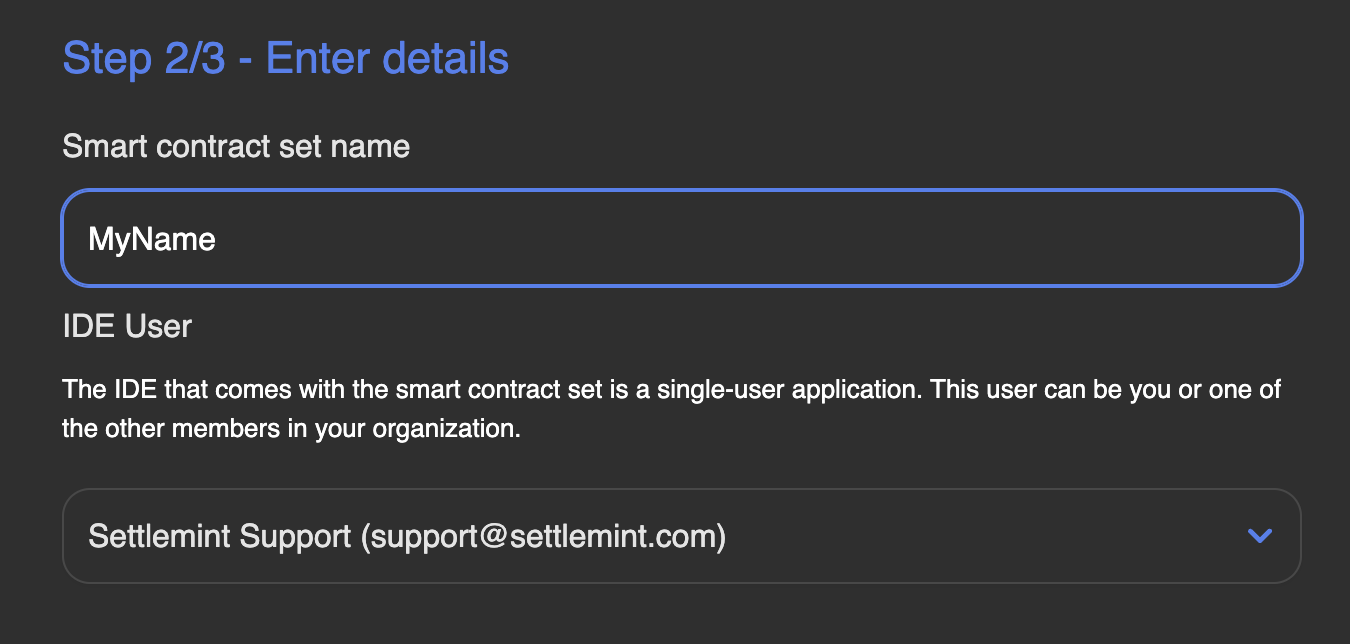 Step 2/3 - Enter details
Smart contract set name
MyName
IDE User
The IDE that comes with the smart contract set is a single-user application. This user can be you or one of
the other members in your organization.
Settlemint Support (support@settlemint.com)